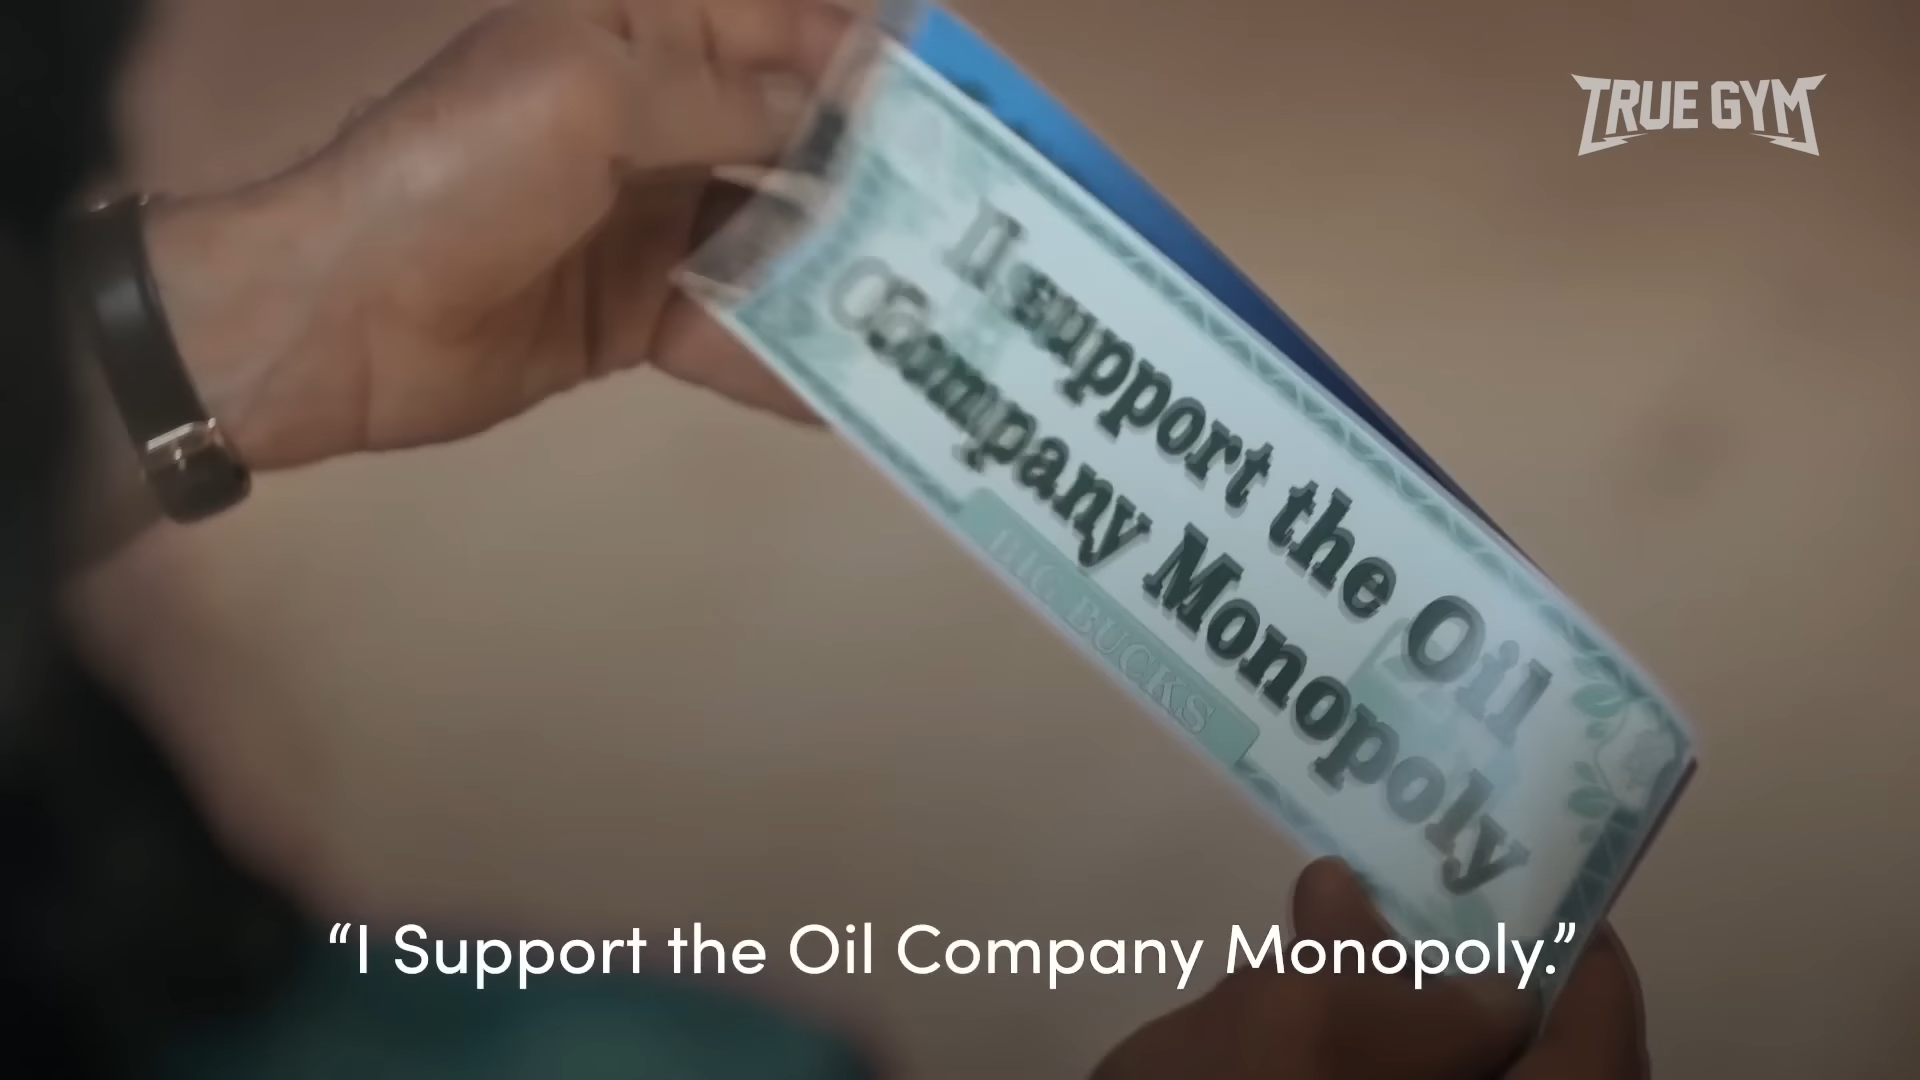 TRUE GYM
I support the Oil
Company Monopoly
BIG BUCKS
“I Support the Oil Company Monopoly.”